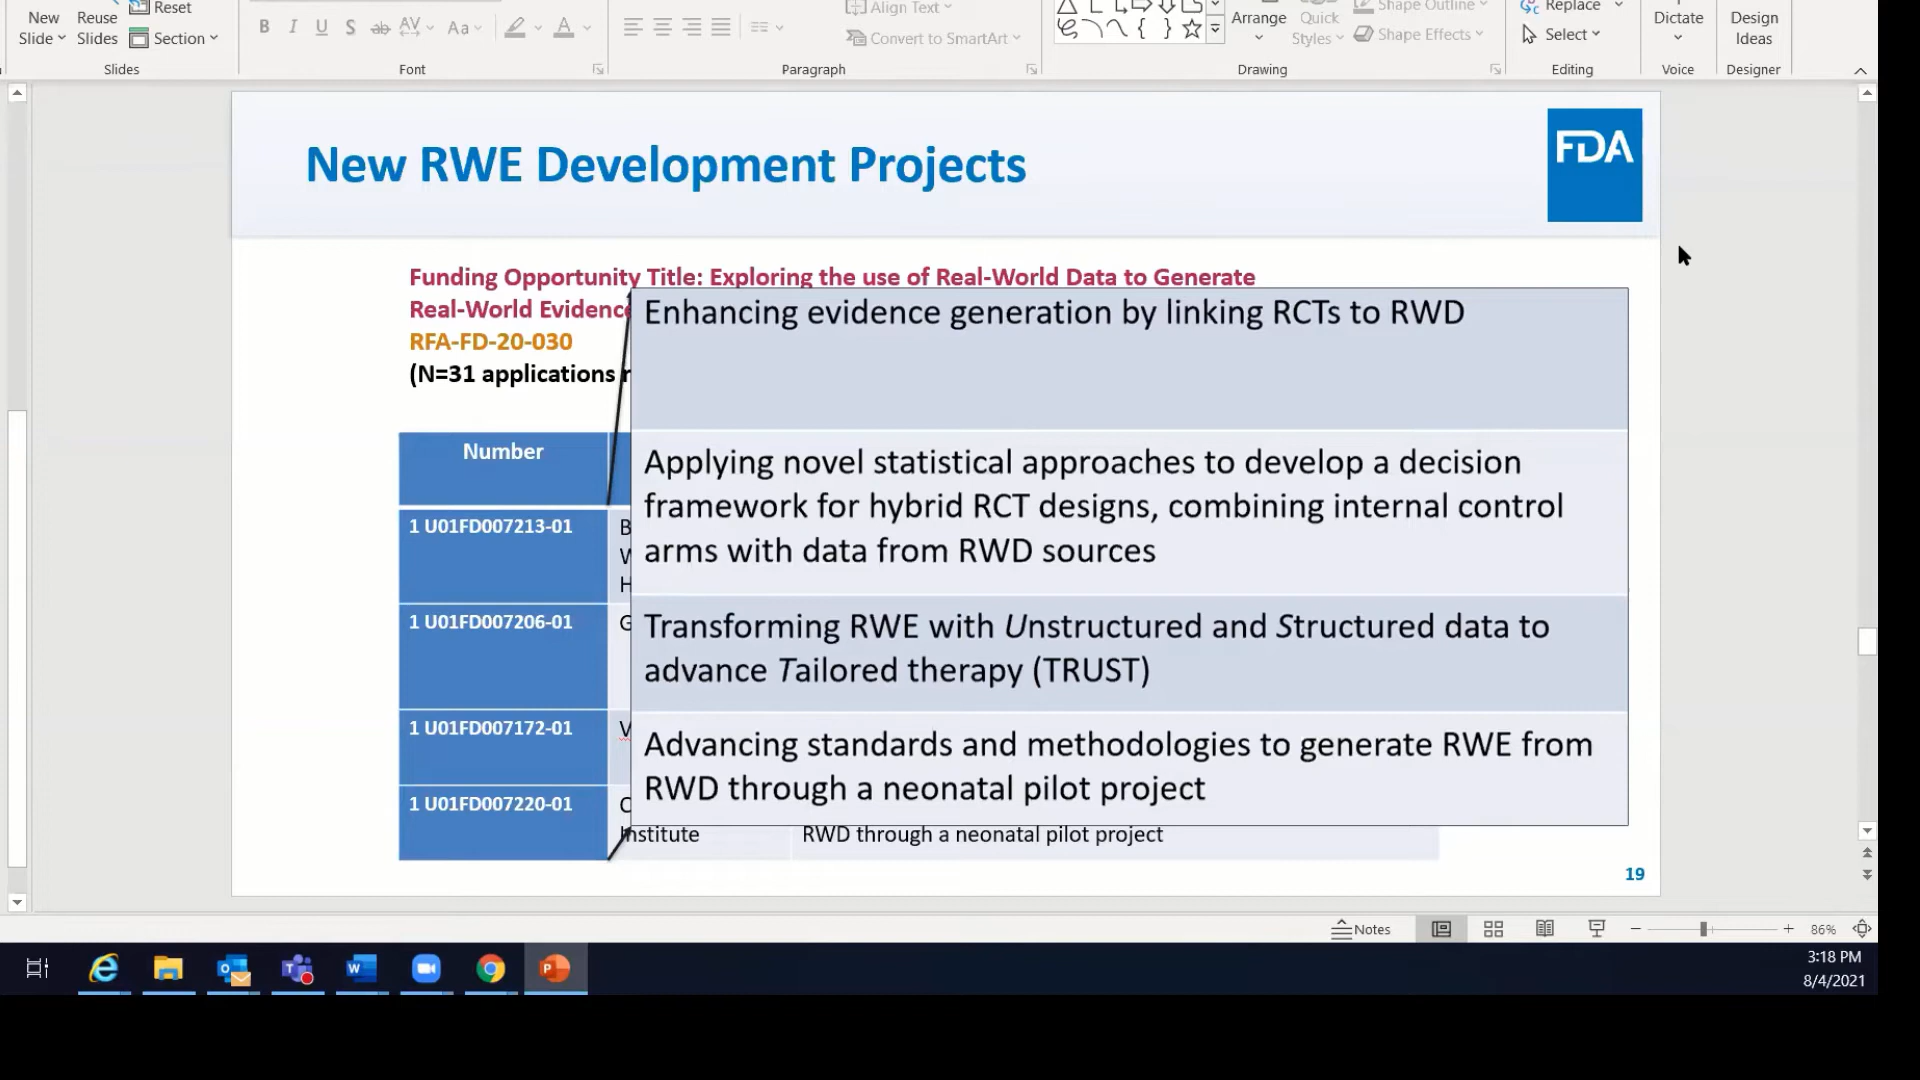 Reset
New
Slide
Reuse
Slides
Section
Slides
B I U S ab AV Aa A
Font
Align Text
Convert to SmartArt
Paragraph
Arrange
Quick
Styles
Shape Outline
Shape Effects
Drawing
Replace
Select
Editing
Dictate
Voice
Design
Ideas
Designer
New RWE Development Projects
FDA
Funding Opportunity Title: Exploring the use of Real-World Data to Generate
Real-World Evidence
RFA-FD-20-030
(N=31 applications
Enhancing evidence generation by linking RCTs to RWD
Applying novel statistical approaches to develop a decision
framework for hybrid RCT designs, combining internal control
arms with data from RWD sources
Transforming RWE with Unstructured and Structured data to
advance Tailored therapy (TRUST)
Advancing standards and methodologies to generate RWE from
RWD through a neonatal pilot project
Number
1 U01FD007213-01
1 U01FD007206-01
1 U01FD007172-01
1 U01FD007220-01
Institute
RWD through a neonatal pilot project
19
Notes
86%
3:18 PM
8/4/2021